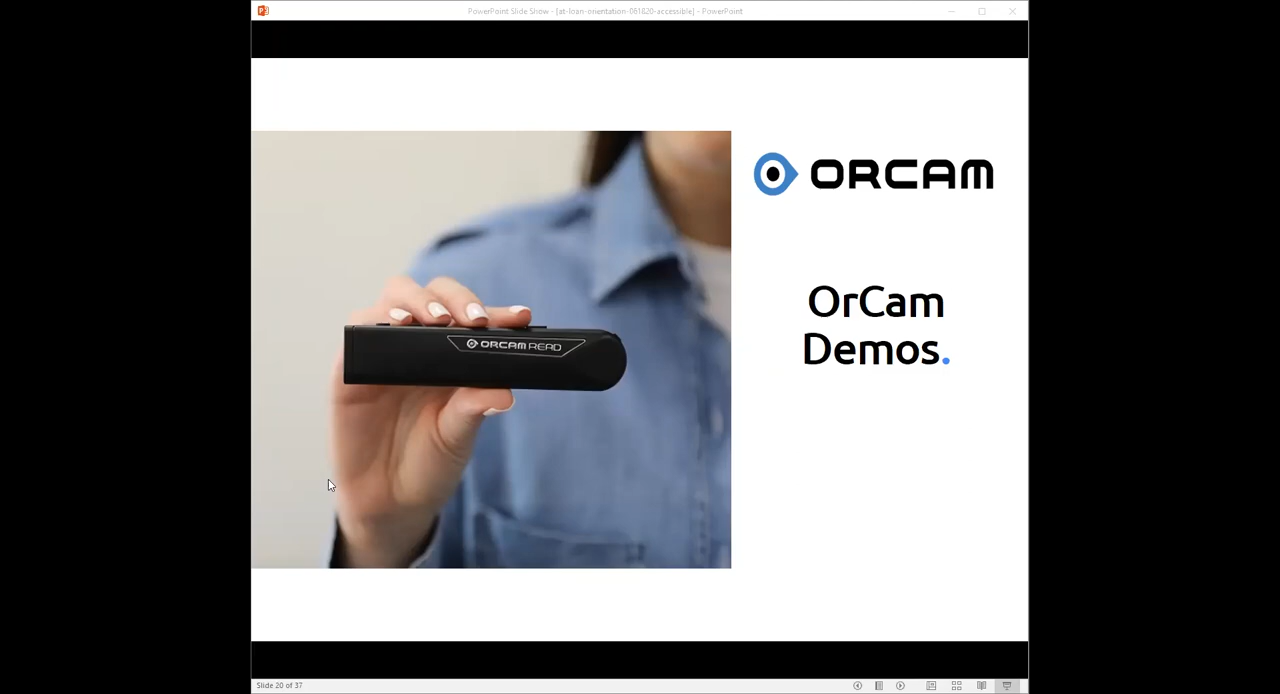 PowerPoint Slide Show - [at-loan-orientation-061820-accessible] - PowerPoint
ORCAM
OrCam
Demos.
ORCAM READ
Slide 20 of 37